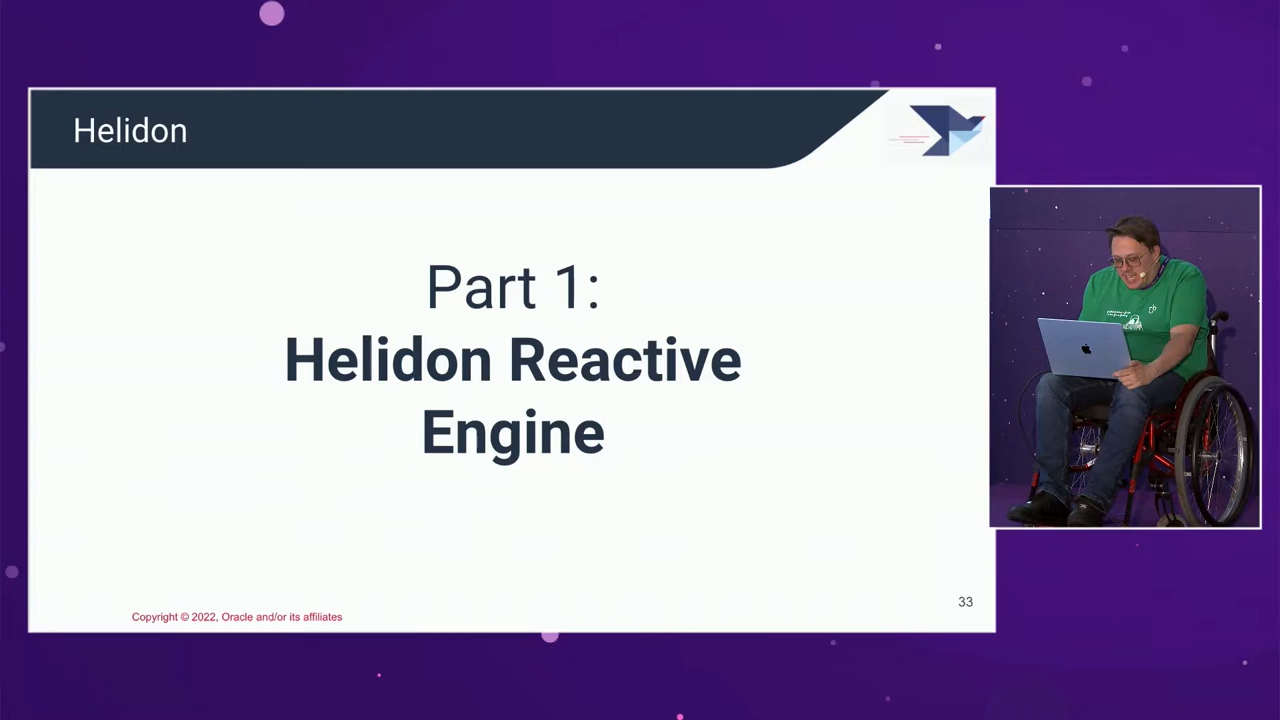 Helidon
Part 1:
Helidon Reactive
Engine
Copyright © 2022, Oracle and/or its affiliates
33